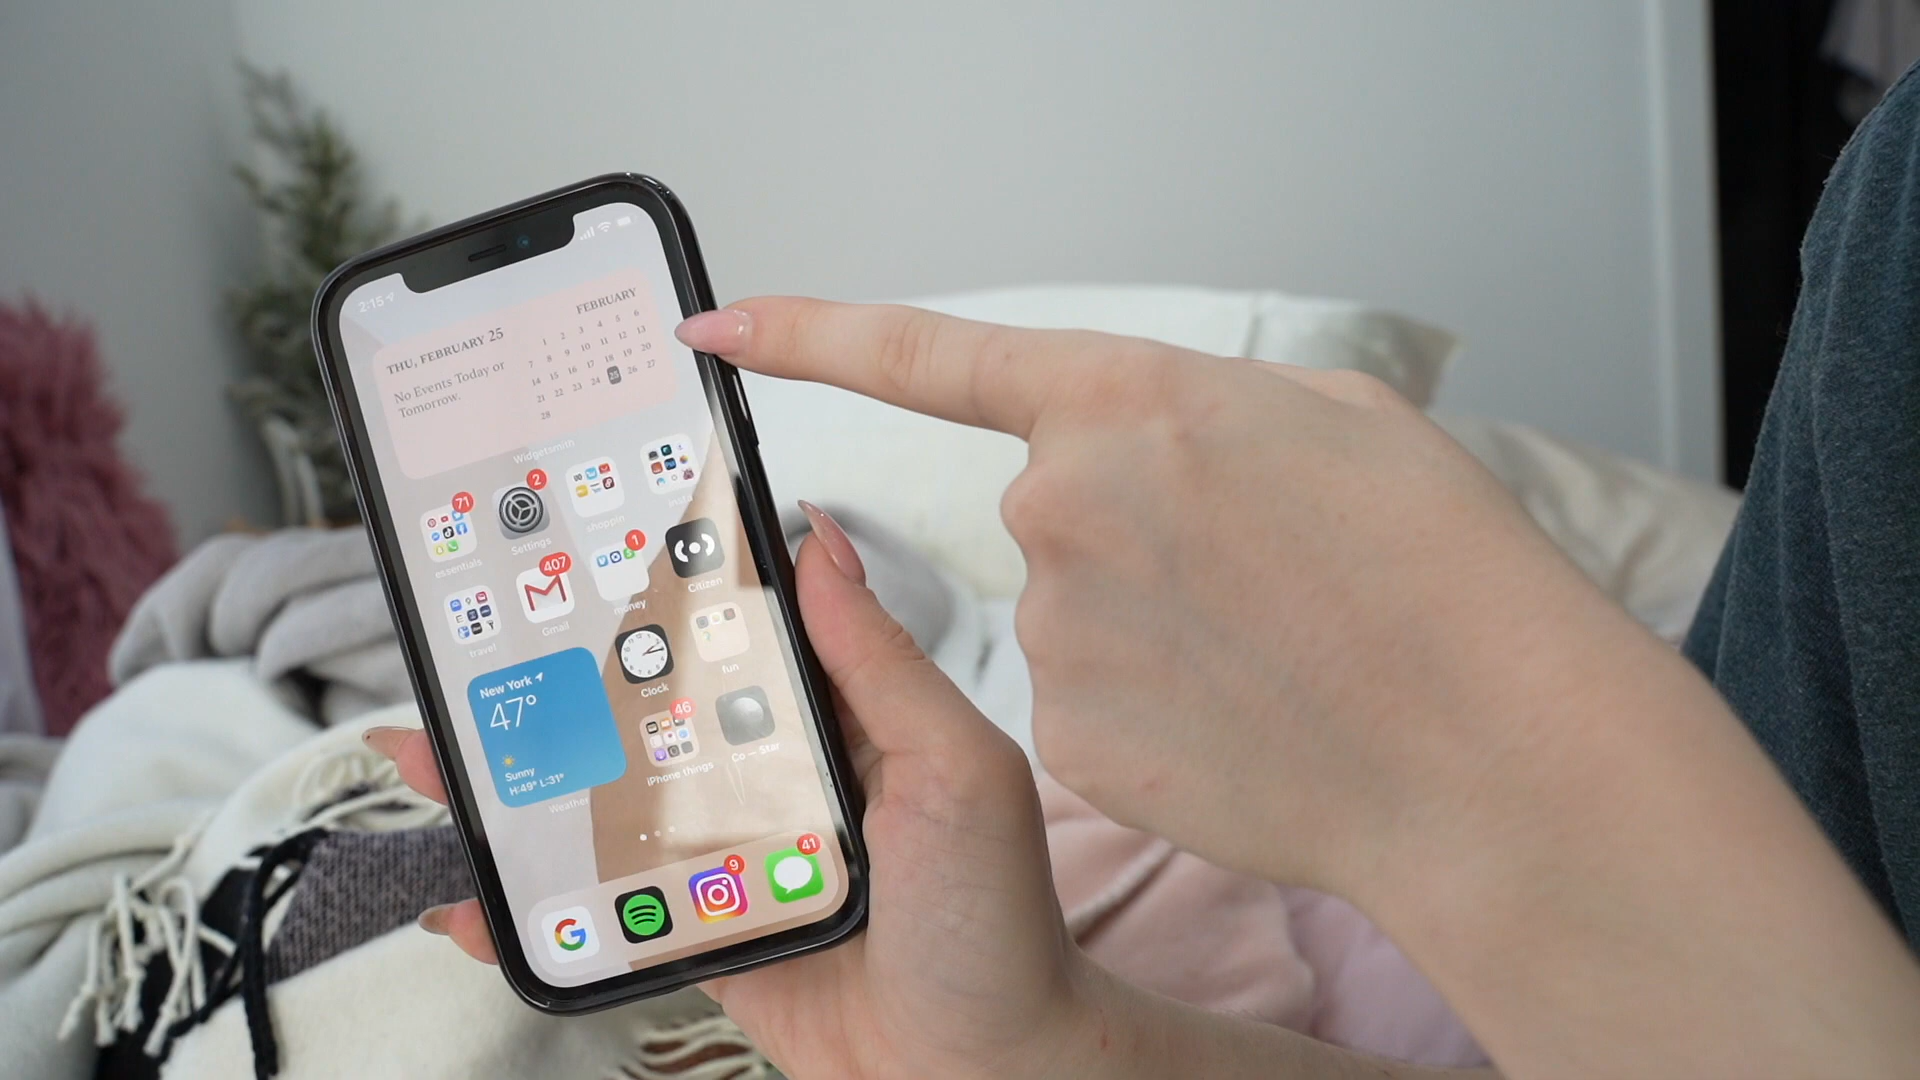 2:15
THU, FEBRUARY 25
No Events Today or
Tomorrow.
FEBRUARY
1 2 3 4 5 6
7 8 9 10 11 12 13
14 15 16 17 18 19 20
21 22 23 24 25 26 27
28
Widgetsmith
71
2
essentials
Settings
shoppin
insta
407
1
travel
Gmail
money
Citizen
New York
47°
Sunny
H:49° L:31°
Weather
Clock
fun
46
iPhone things
Co — Star
9
41